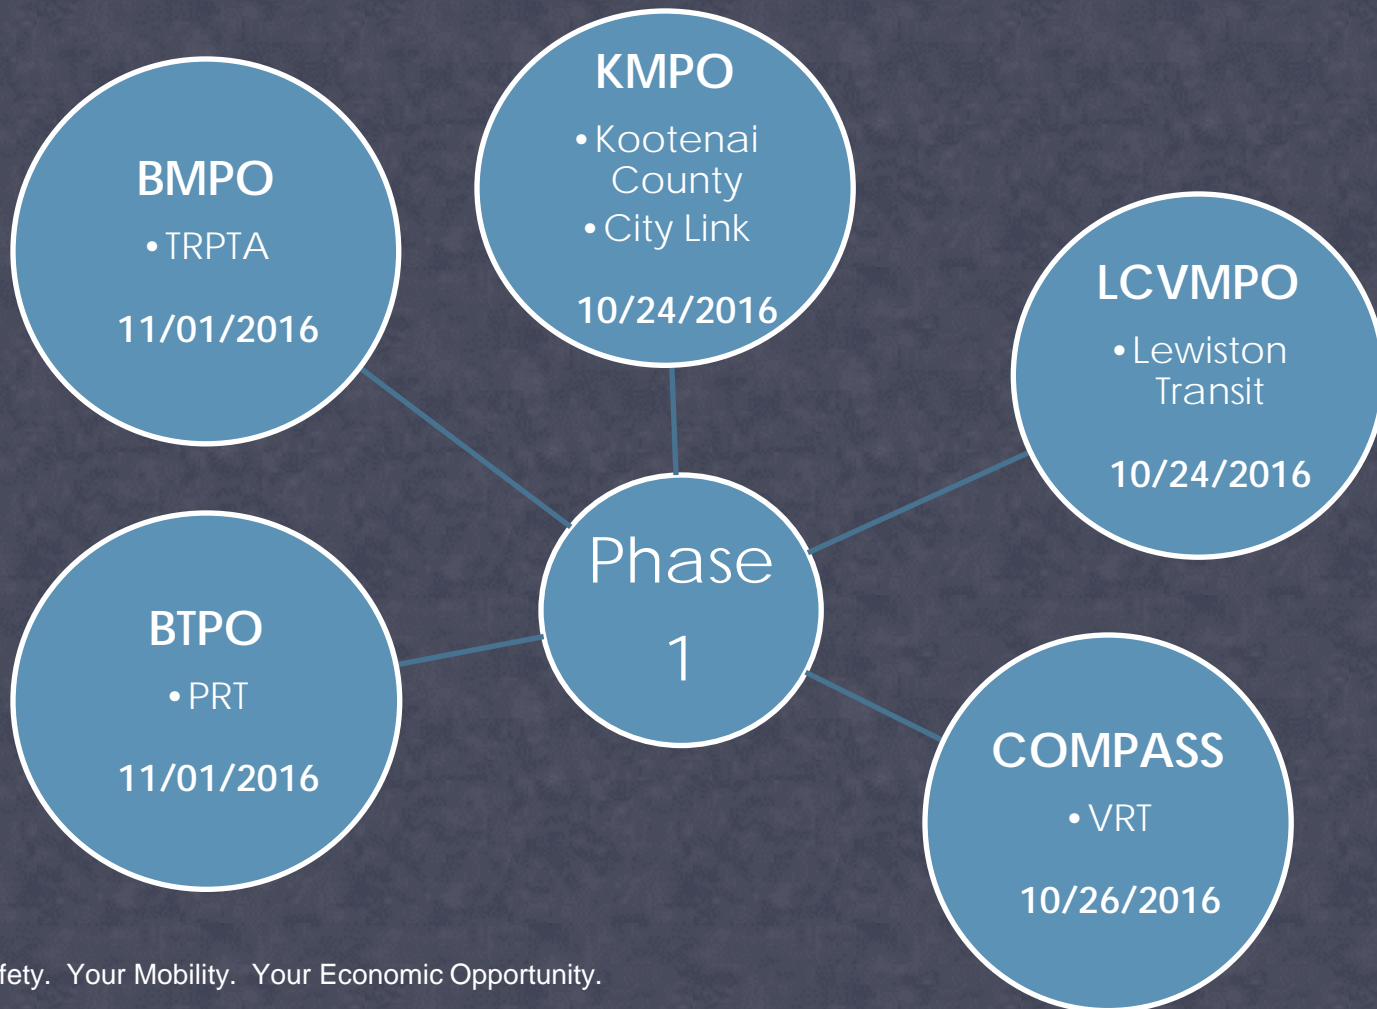 KMPO
• Kootenai
County
• City Link
10/24/2016
BMPO
• TRPTA
11/01/2016
LCVMPO
• Lewiston
Transit
10/24/2016
Phase
1
BTPO
• PRT
11/01/2016
COMPASS
• VRT
10/26/2016
Your Mobility. Your Economic Opportunity.